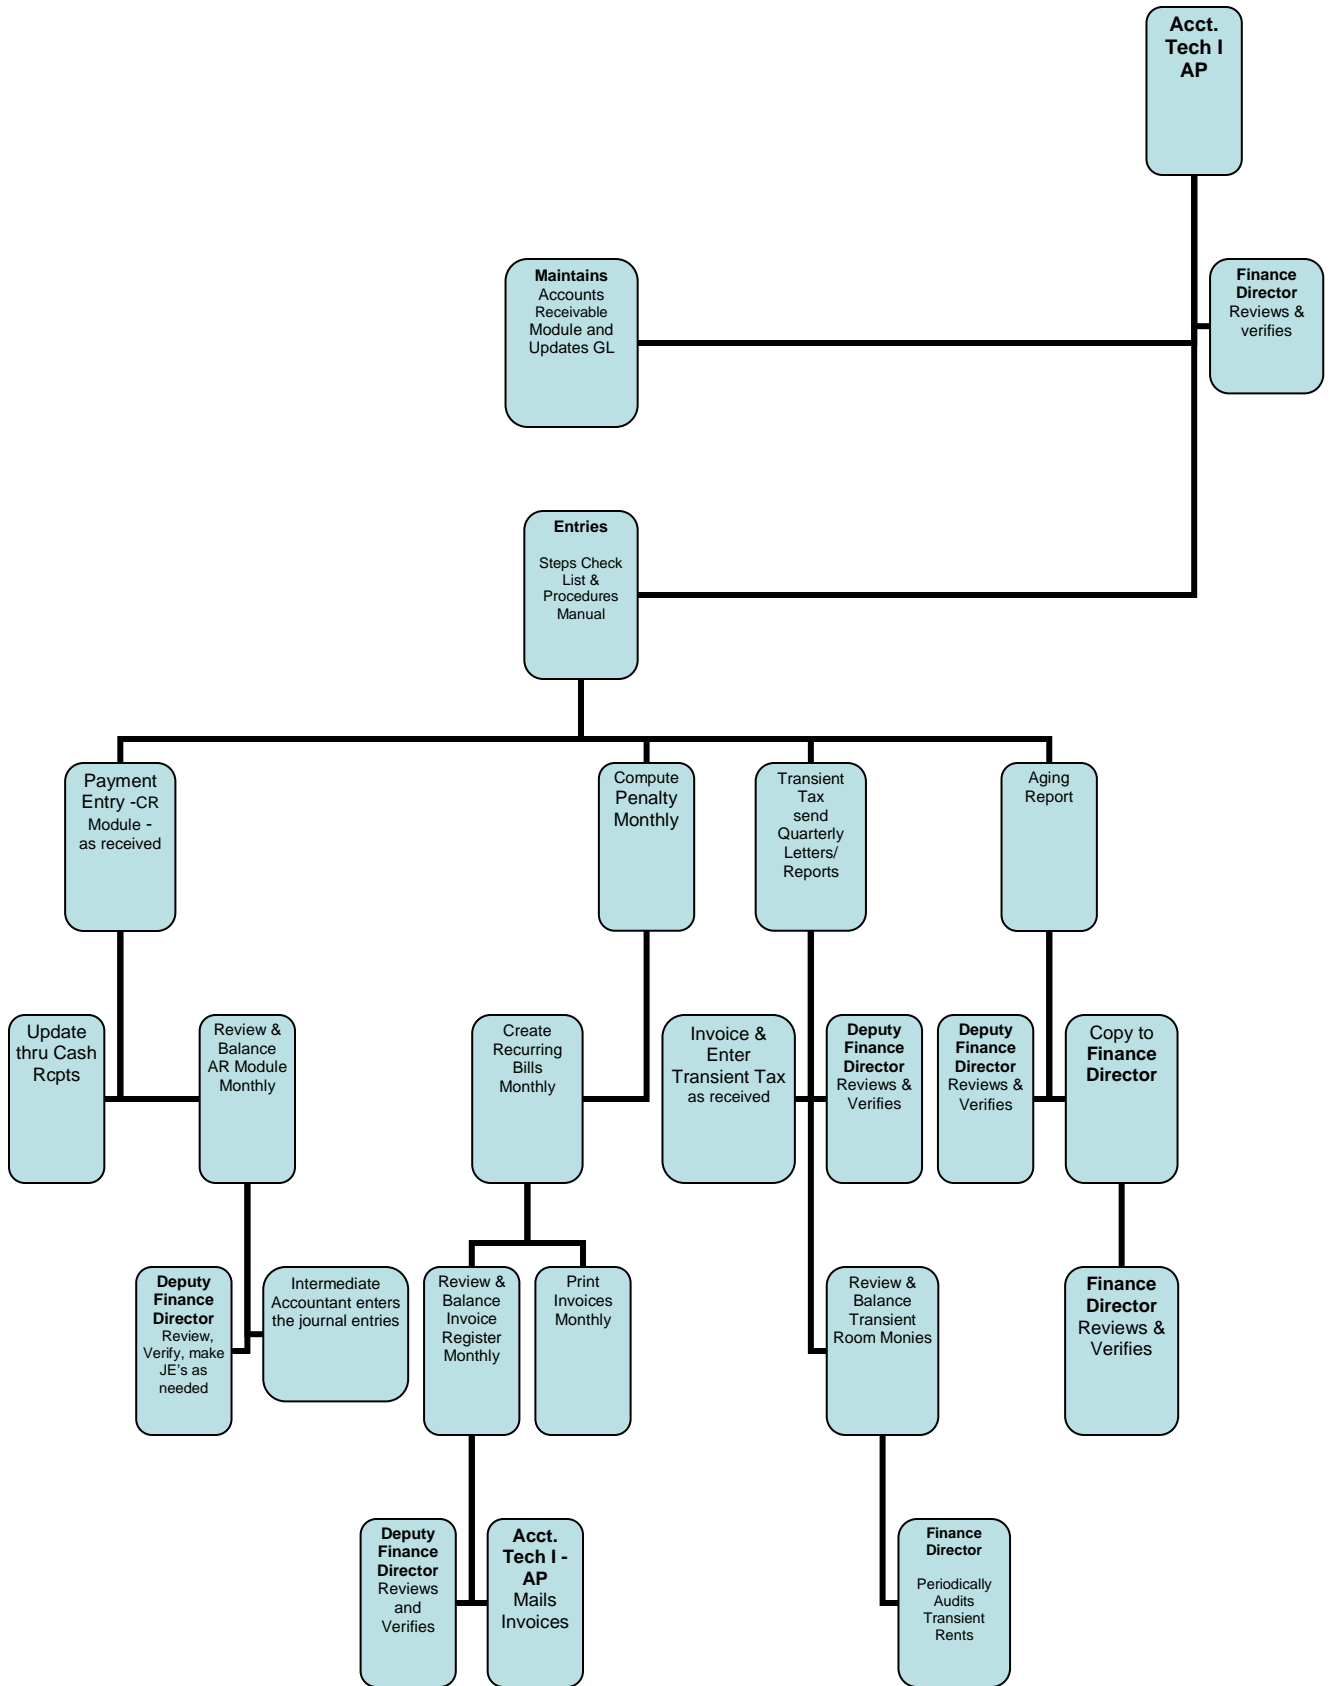 Acct.
Tech I
AP
Maintains
Accounts
Receivable
Module and
Updates GL
Finance
Director
Reviews &
verifies
Entries
Steps Check
List &
Procedures
Manual
Payment
Entry -CR
Module -
as received
Compute
Penalty
Monthly
Transient
Tax
send
Quarterly
Letters/
Reports
Aging
Report
Update
thru Cash
Rcpts
Review &
Balance
AR Module
Monthly
Create
Recurring
Bills
Monthly
Invoice &
Enter
Transient Tax
as received
Deputy
Finance
Director
Reviews &
Verifies
Deputy
Finance
Director
Reviews &
Verifies
Copy to
Finance
Director
Deputy
Finance
Director
Review,
Verify, make
JE's as
needed
Intermediate
Accountant enters
the journal entries
Review &
Balance
Invoice
Register
Monthly
Print
Invoices
Monthly
Review &
Balance
Transient
Room Monies
Finance
Director
Reviews &
Verifies
Deputy
Finance
Director
Reviews
and
Verifies
Acct.
Tech I -
AP
Mails
Invoices
Finance
Director
Periodically
Audits
Transient
Rents